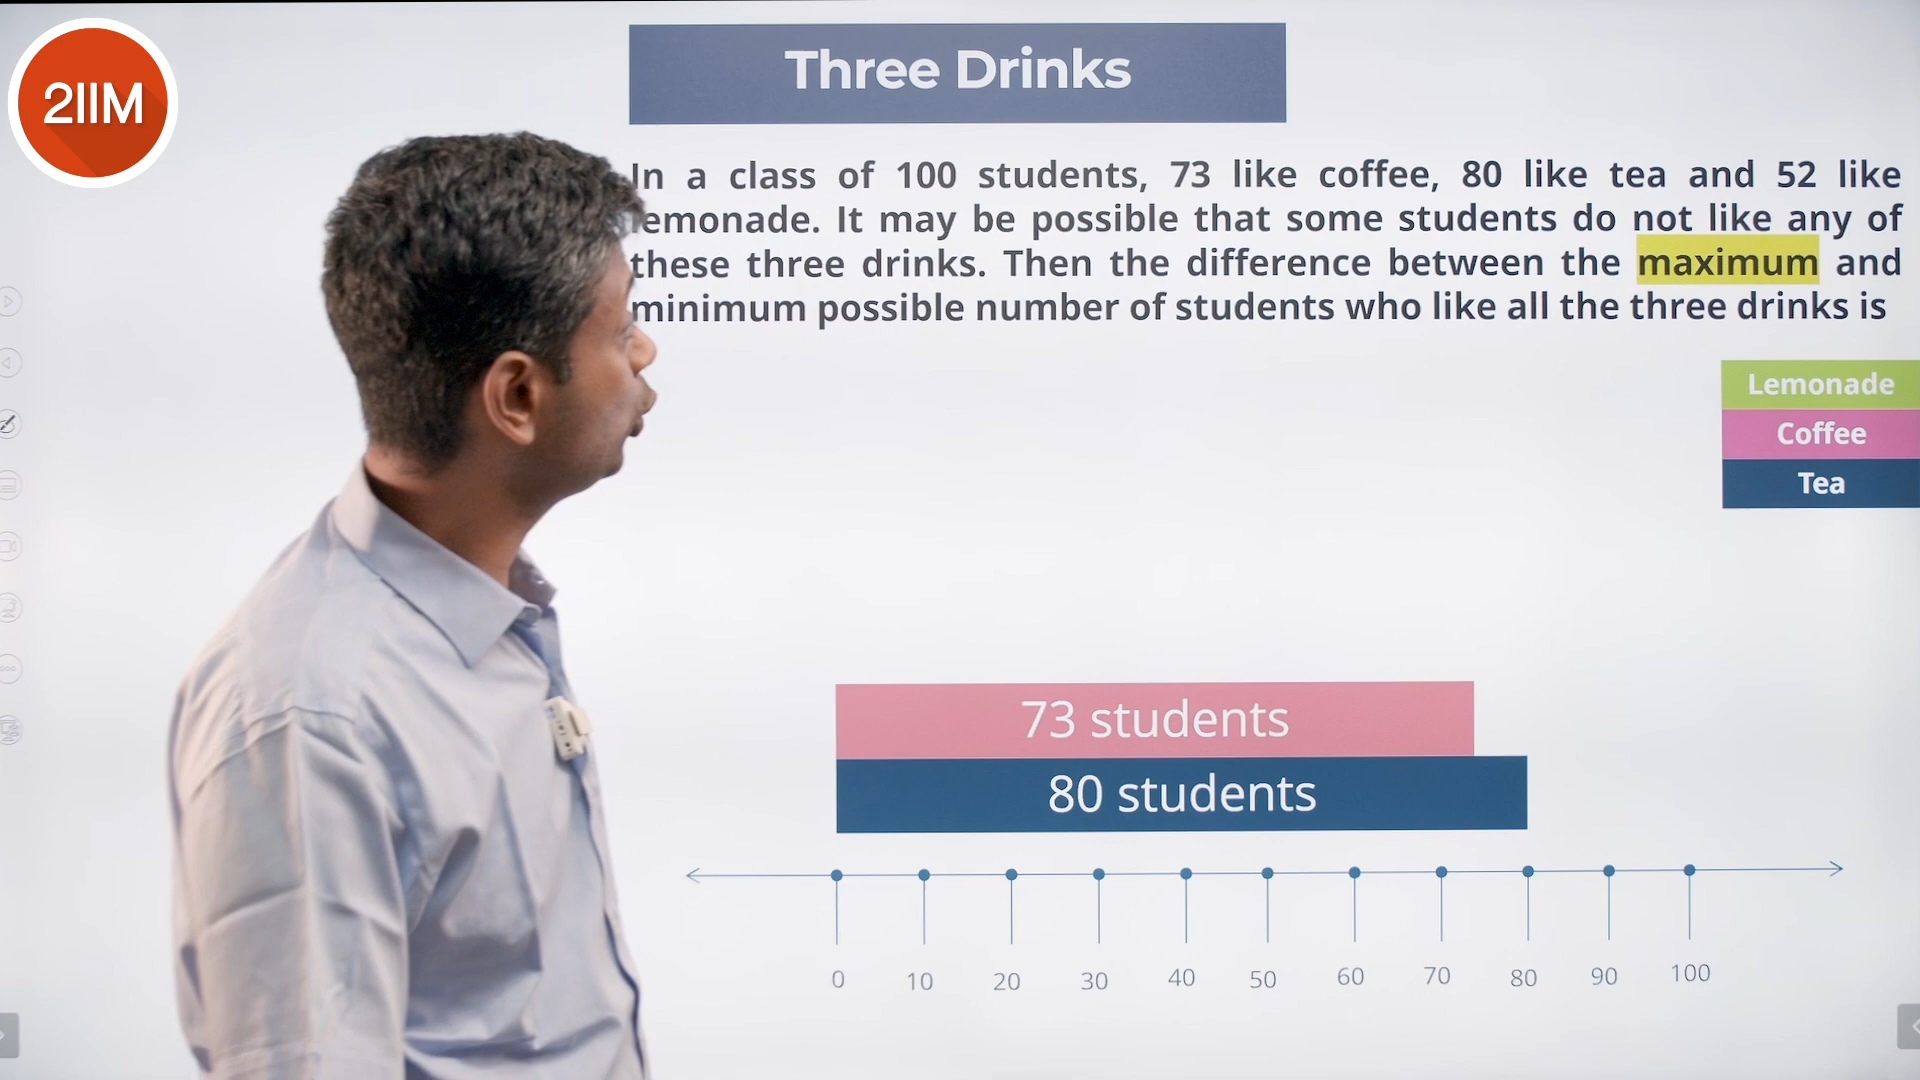 2IIM
Three Drinks
In a class of 100 students, 73 like coffee, 80 like tea and 52 like
lemonade. It may be possible that some students do not like any of
these three drinks. Then the difference between the maximum and
minimum possible number of students who like all the three drinks is
Lemonade
Coffee
Tea
73 students
80 students
0 10 20 30 40 50 60 70 80 90 100